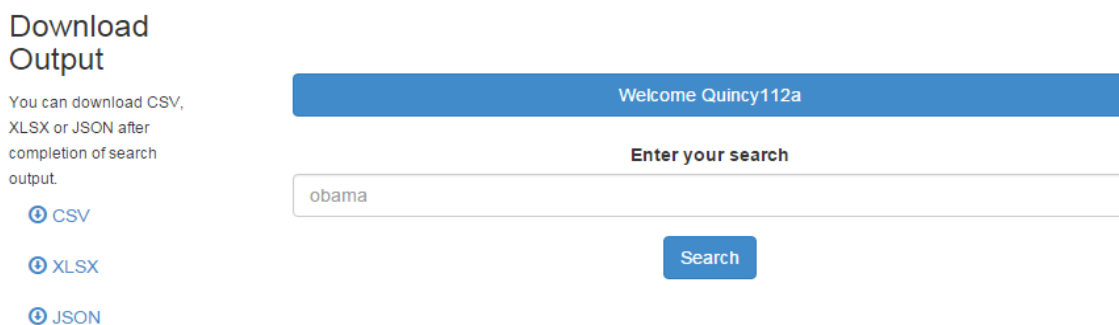 Download
Output
You can download CSV,
XLSX or JSON after
completion of search
output.
CSV
XLSX
JSON
Welcome Quincy112a
Enter your search
obama
Search